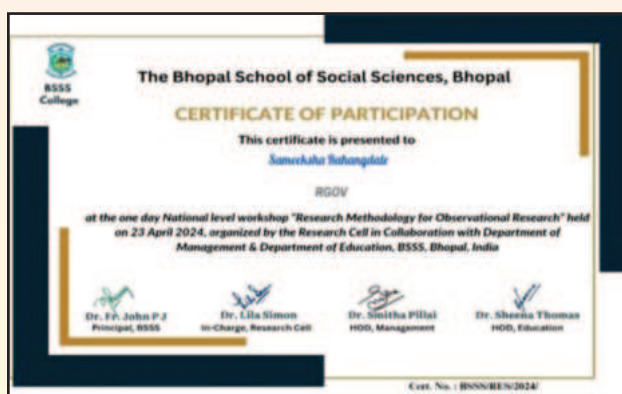 BSSS
College
The Bhopal School of Social Sciences, Bhopal
CERTIFICATE OF PARTICIPATION
This certificate is presented to
Sameeksha Rahangdale
RGOV
at the one day National level workshop "Research Methodology for Observational Research" held
on 23 April 2024, organized by the Research Cell in Collaboration with Department of
Management & Department of Education, BSSS, Bhopal, India
Dr. Fr. John P J
Principal, BSSS
Dr. Lila Simon
In-Charge, Research Cell
Dr. Smitha Pillai
HOD, Management
Dr. Sheena Thomas
HOD, Education
Cert. No. : BSSS/RES/2024/